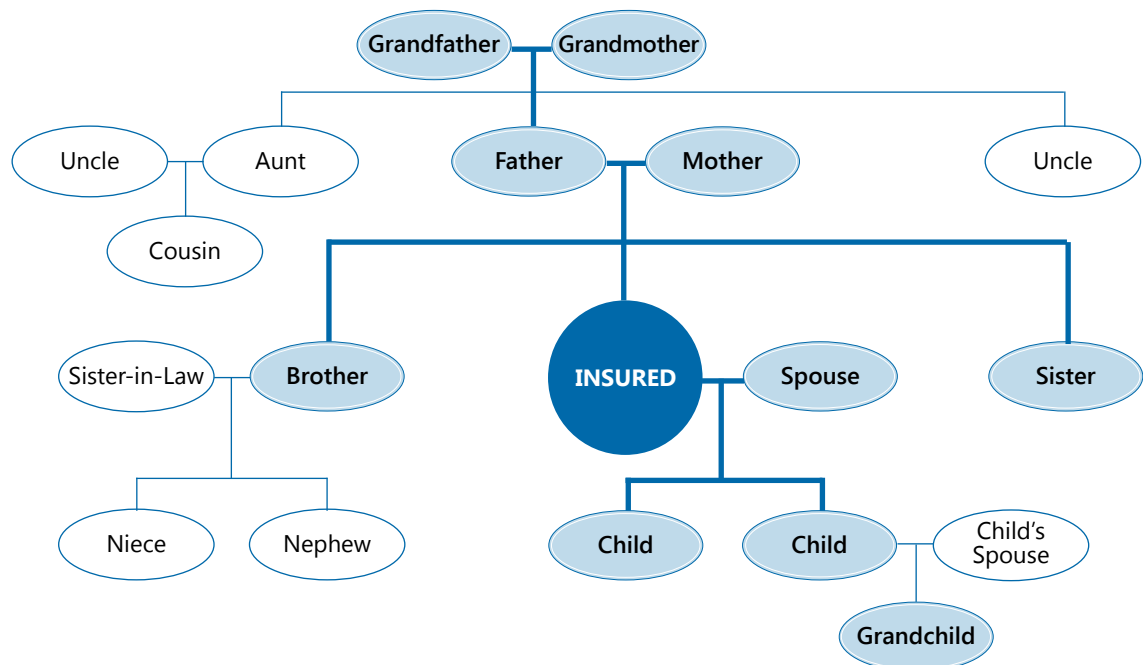 Grandfather
Grandmother
Uncle
Aunt
Father
Mother
Uncle
Cousin
Sister-in-Law
Brother
INSURED
Spouse
Sister
Niece
Nephew
Child
Child
Child's
Spouse
Grandchild